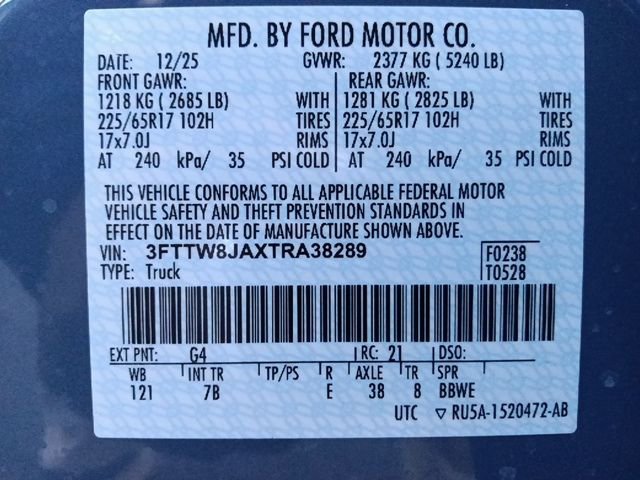 MFD. BY FORD MOTOR CO.
DATE: 12/25 GVWR: 2377 KG ( 5240 LB)
FRONT GAWR: REAR GAWR:
1218 KG ( 2685 LB) WITH 1281 KG ( 2825 LB) WITH
225/65R17 102H TIRES 225/65R17 102H TIRES
17x7.0J RIMS 17x7.0J RIMS
AT 240 kPa/ 35 PSI COLD AT 240 kPa/ 35 PSI COLD
THIS VEHICLE CONFORMS TO ALL APPLICABLE FEDERAL MOTOR
VEHICLE SAFETY AND THEFT PREVENTION STANDARDS IN
EFFECT ON THE DATE OF MANUFACTURE SHOWN ABOVE.
VIN: 3FTTW8JAXTRA38289 F0238
TYPE: Truck T0528
EXT PNT: G4 RC: 21 DSO:
WB INT TR TP/PS R AXLE TR SPR
121 7B E 38 8 BBWE
UTC ▽ RU5A-1520472-AB